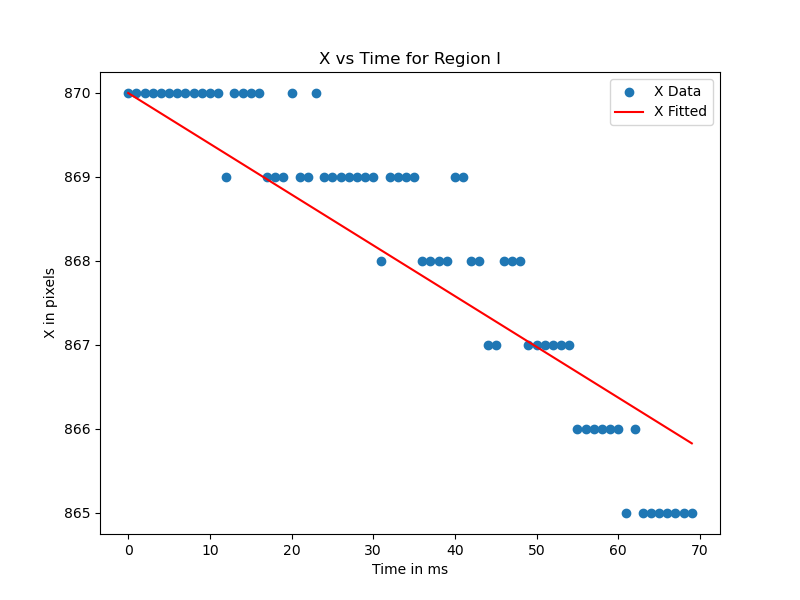 X vs Time for Region I
X Data
X Fitted
870
869
868
867
866
865
X in pixels
0 10 20 30 40 50 60 70
Time in ms